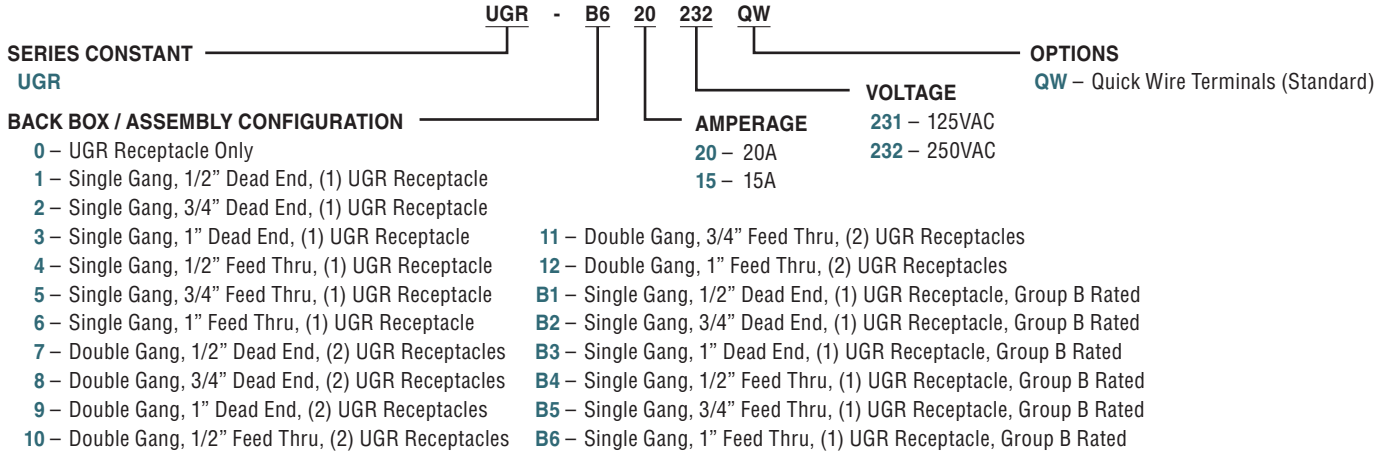 UGR - B6 20 232 QW
SERIES CONSTANT
UGR
BACK BOX / ASSEMBLY CONFIGURATION
0 – UGR Receptacle Only
1 – Single Gang, 1/2” Dead End, (1) UGR Receptacle
2 – Single Gang, 3/4” Dead End, (1) UGR Receptacle
3 – Single Gang, 1” Dead End, (1) UGR Receptacle
4 – Single Gang, 1/2” Feed Thru, (1) UGR Receptacle
5 – Single Gang, 3/4” Feed Thru, (1) UGR Receptacle
6 – Single Gang, 1” Feed Thru, (1) UGR Receptacle
7 – Double Gang, 1/2” Dead End, (2) UGR Receptacles
8 – Double Gang, 3/4” Dead End, (2) UGR Receptacles
9 – Double Gang, 1” Dead End, (2) UGR Receptacles
10 – Double Gang, 1/2” Feed Thru, (2) UGR Receptacles
11 – Double Gang, 3/4” Feed Thru, (2) UGR Receptacles
12 – Double Gang, 1” Feed Thru, (2) UGR Receptacles
B1 – Single Gang, 1/2” Dead End, (1) UGR Receptacle, Group B Rated
B2 – Single Gang, 3/4” Dead End, (1) UGR Receptacle, Group B Rated
B3 – Single Gang, 1” Dead End, (1) UGR Receptacle, Group B Rated
B4 – Single Gang, 1/2” Feed Thru, (1) UGR Receptacle, Group B Rated
B5 – Single Gang, 3/4” Feed Thru, (1) UGR Receptacle, Group B Rated
B6 – Single Gang, 1” Feed Thru, (1) UGR Receptacle, Group B Rated
AMPERAGE
20 – 20A
15 – 15A
VOLTAGE
231 – 125VAC
232 – 250VAC
OPTIONS
QW – Quick Wire Terminals (Standard)